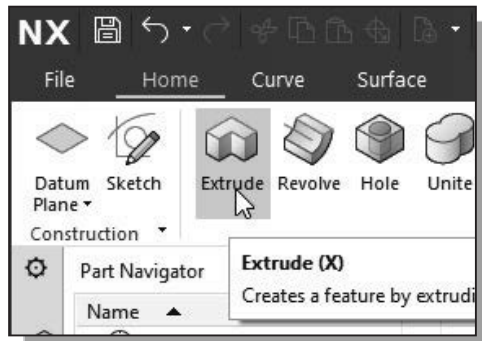 NX
File Home Curve Surface
Datum Plane Sketch Extrude Revolve Hole Unite
Construction
Part Navigator
Extrude (X)
Creates a feature by extrudi
Name